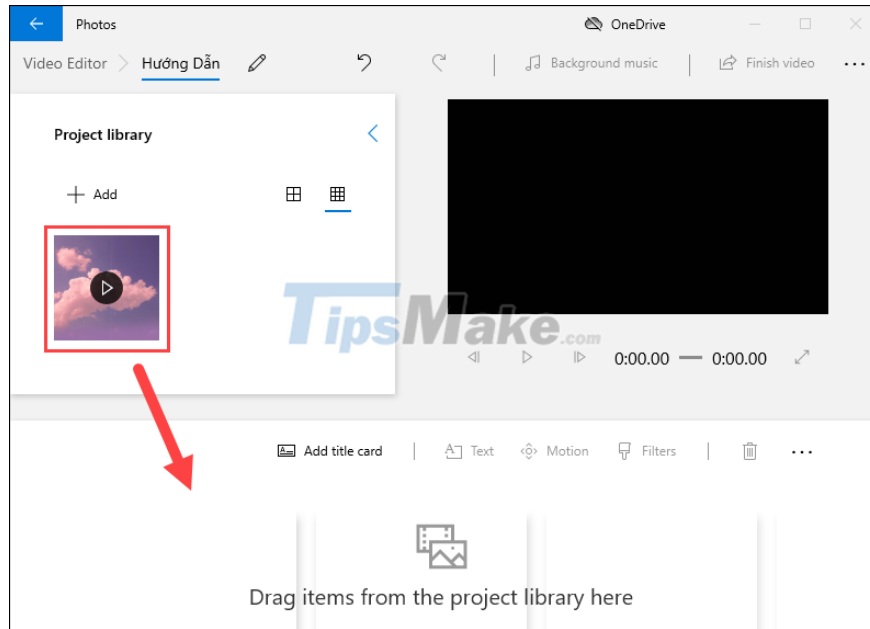 Photos
OneDrive
Video Editor
Hướng Dẫn
Background music
Finish video
Project library
Add
TipsMake.com
0:00.00
0:00.00
Add title card
Text
Motion
Filters
Drag items from the project library here